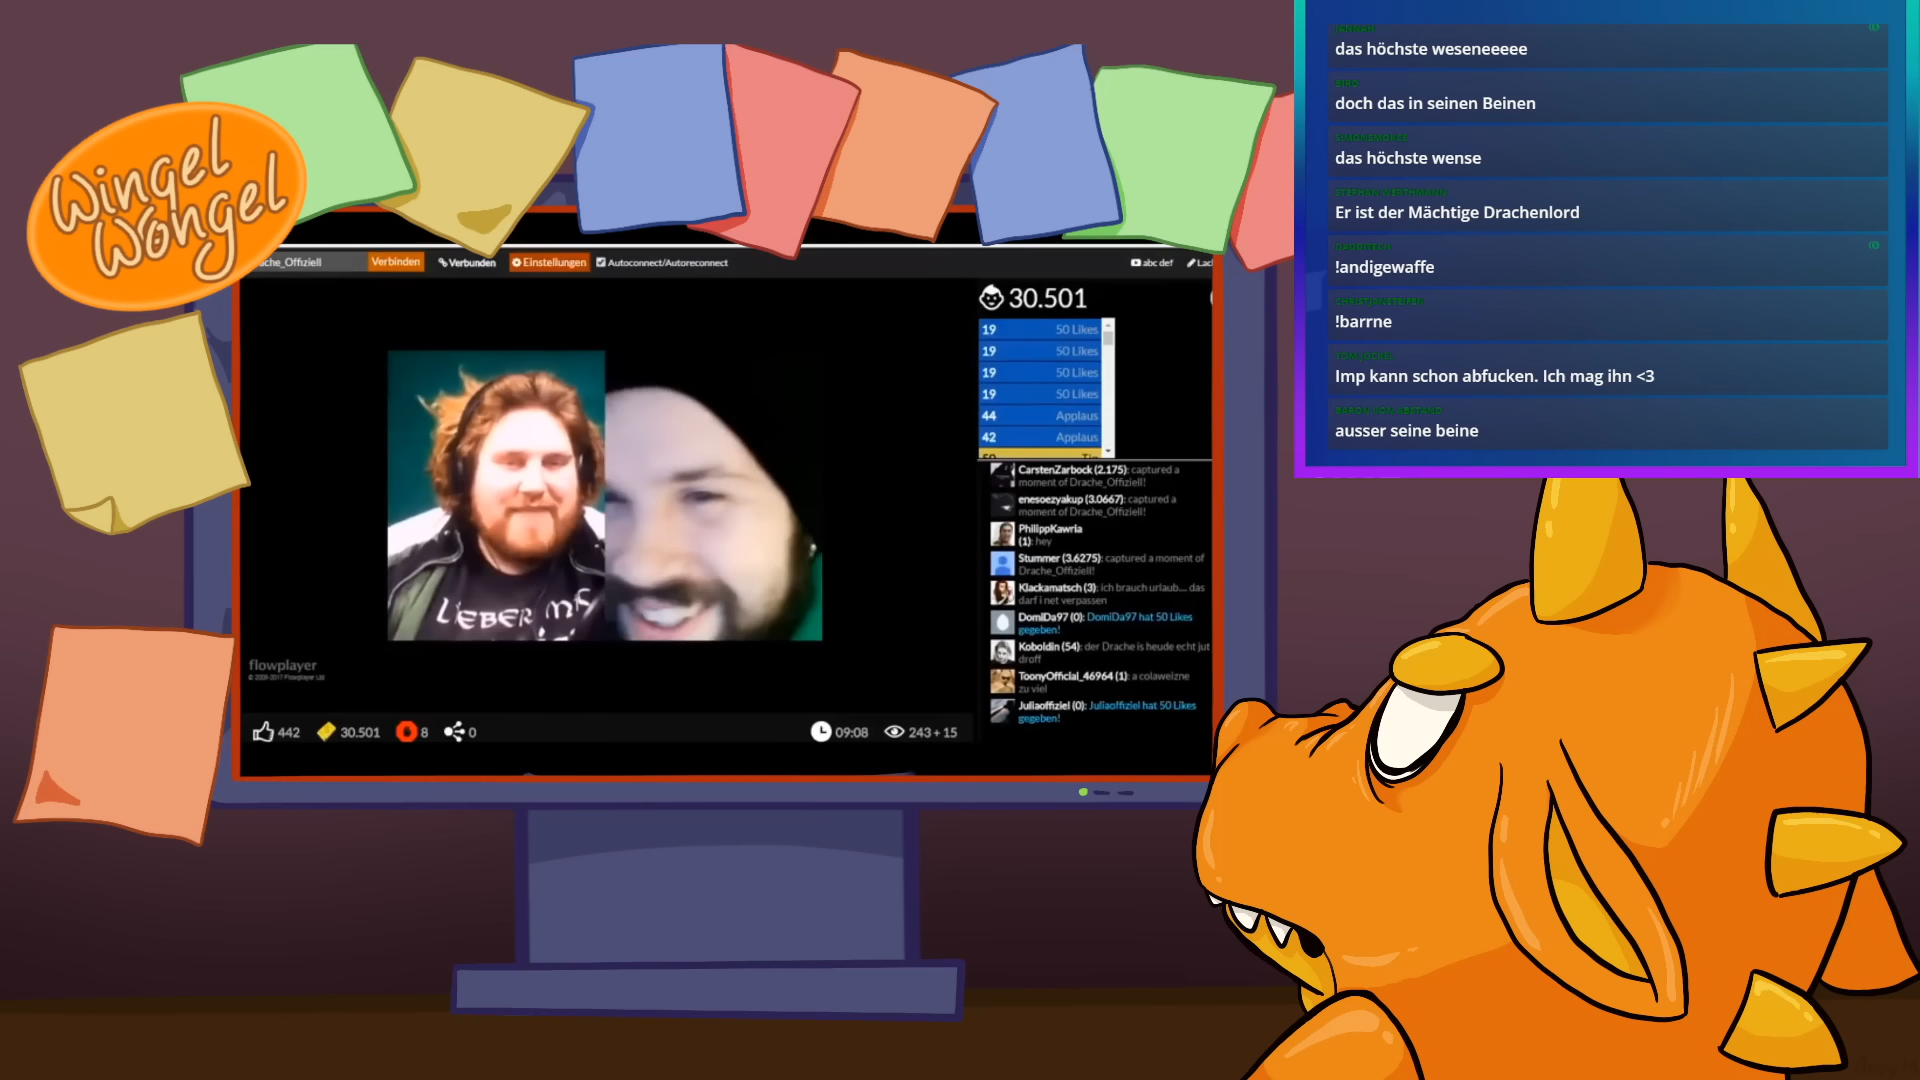 Wingel
Wongel
che_Offiziell
Verbinden
Verbunden
Einstellungen
Autoconnect/Autoreconnect
abc def
30.501
19 50 Likes
19 50 Likes
19 50 Likes
19 50 Likes
44 Applaus
42 Applaus
CarstenZarbock (2.175): captured a
moment of Drache_Offiziell!
enesoezyakup (3.0667): captured a
moment of Drache_Offiziell!
PhilippKawria
(1): hey
Stummer (3.6275): captured a moment of
Drache_Offiziell!
Klackamatsch (3): ich brauch urlaub.... das
darf i net verpassen
DomiDa97 (0): DomiDa97 hat 50 Likes
gegeben!
Koboldin (54): der Drache is heude echt jut
droff
ToonyOfficial_46964 (1): a colaweizne
zu viel
Juliaoffiziel (0): Juliaoffiziel hat 50 Likes
gegeben!
LIEBER
flowplayer
© 2008-2017 Flowplayer Ltd
442
30.501
8
0
09:08
243 + 15
das höchste weseneeeee
doch das in seinen Beinen
das höchste wense
Er ist der Mächtige Drachenlord
!andigewaffe
!barrne
Imp kann schon abfucken. Ich mag ihn <3
ausser seine beine